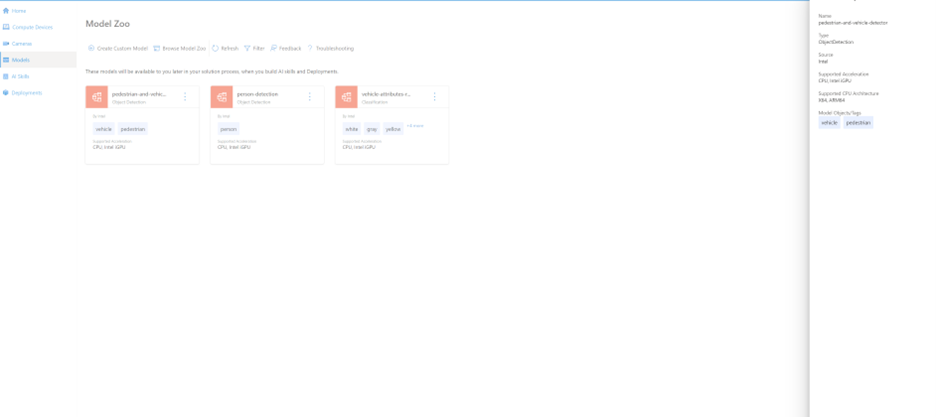 Home
Compute Devices
Cameras
Models
AI Skills
Deployments
Model Zoo
Create Custom Model Browse Model Zoo Refresh Filter Feedback Troubleshooting
These models will be available to you later in your solution process, when you build AI skills and Deployments.
pedestrian-and-vehic...
Object Detection
By Intel
vehicle pedestrian
Supported Acceleration
CPU, Intel iGPU
person-detection
Object Detection
By Intel
person
Supported Acceleration
CPU, Intel iGPU
vehicle-attributes-r...
Classification
By Intel
white gray yellow
Supported Acceleration
CPU, Intel iGPU
Name
pedestrian-and-vehicle-detector
Type
ObjectDetection
Source
Intel
Supported Acceleration
CPU, Intel iGPU
Supported CPU Architecture
X64, ARM64
Model Objects/Tags
vehicle pedestrian